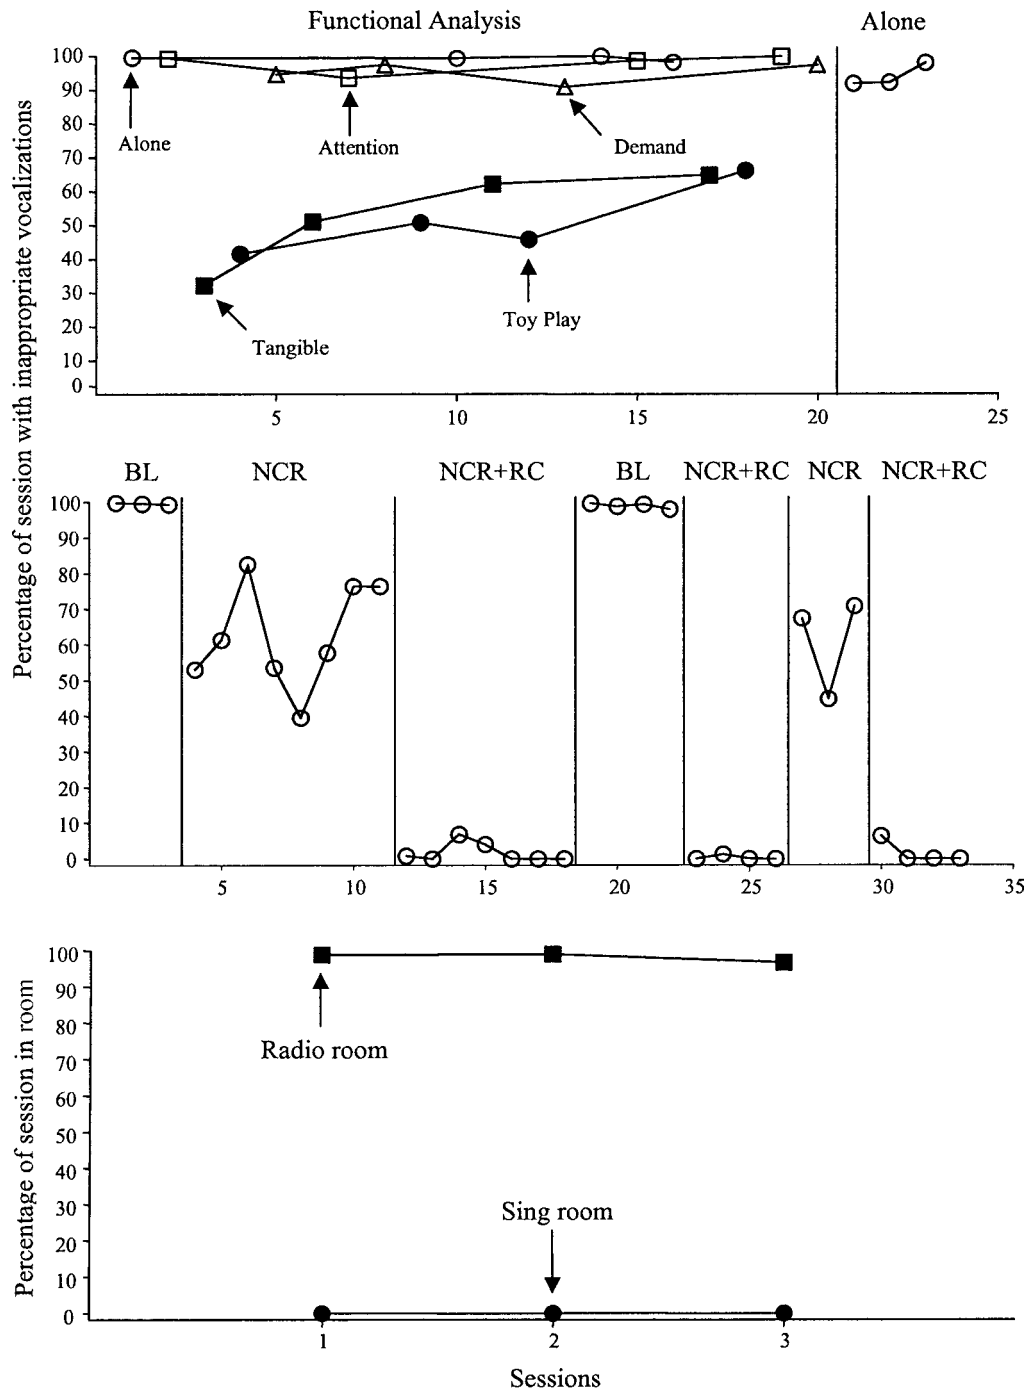 Functional Analysis Alone
100
90
80
70
60
50
40
30
20
10
0
Alone
Attention
Demand
Toy Play
Tangible
5 10 15 20 25
Percentage of session with inappropriate vocalizations
BL NCR NCR+RC BL NCR+RC NCR NCR+RC
100
90
80
70
60
50
40
30
20
10
0
5 10 15 20 25 30 35
100
90
80
70
60
50
40
30
20
10
0
Radio room
Sing room
Percentage of session in room
1 2 3
Sessions